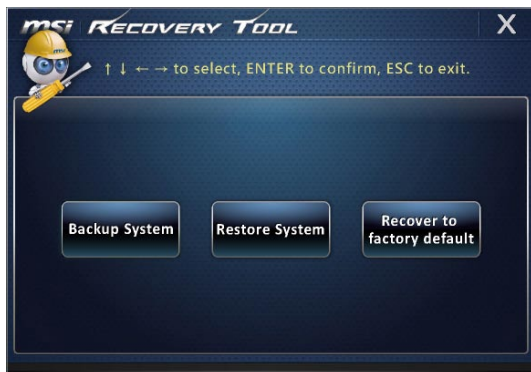 msi RECOVERY TOOL X
↑ ↓ ← → to select, ENTER to confirm, ESC to exit.
Backup System
Restore System
Recover to
factory default